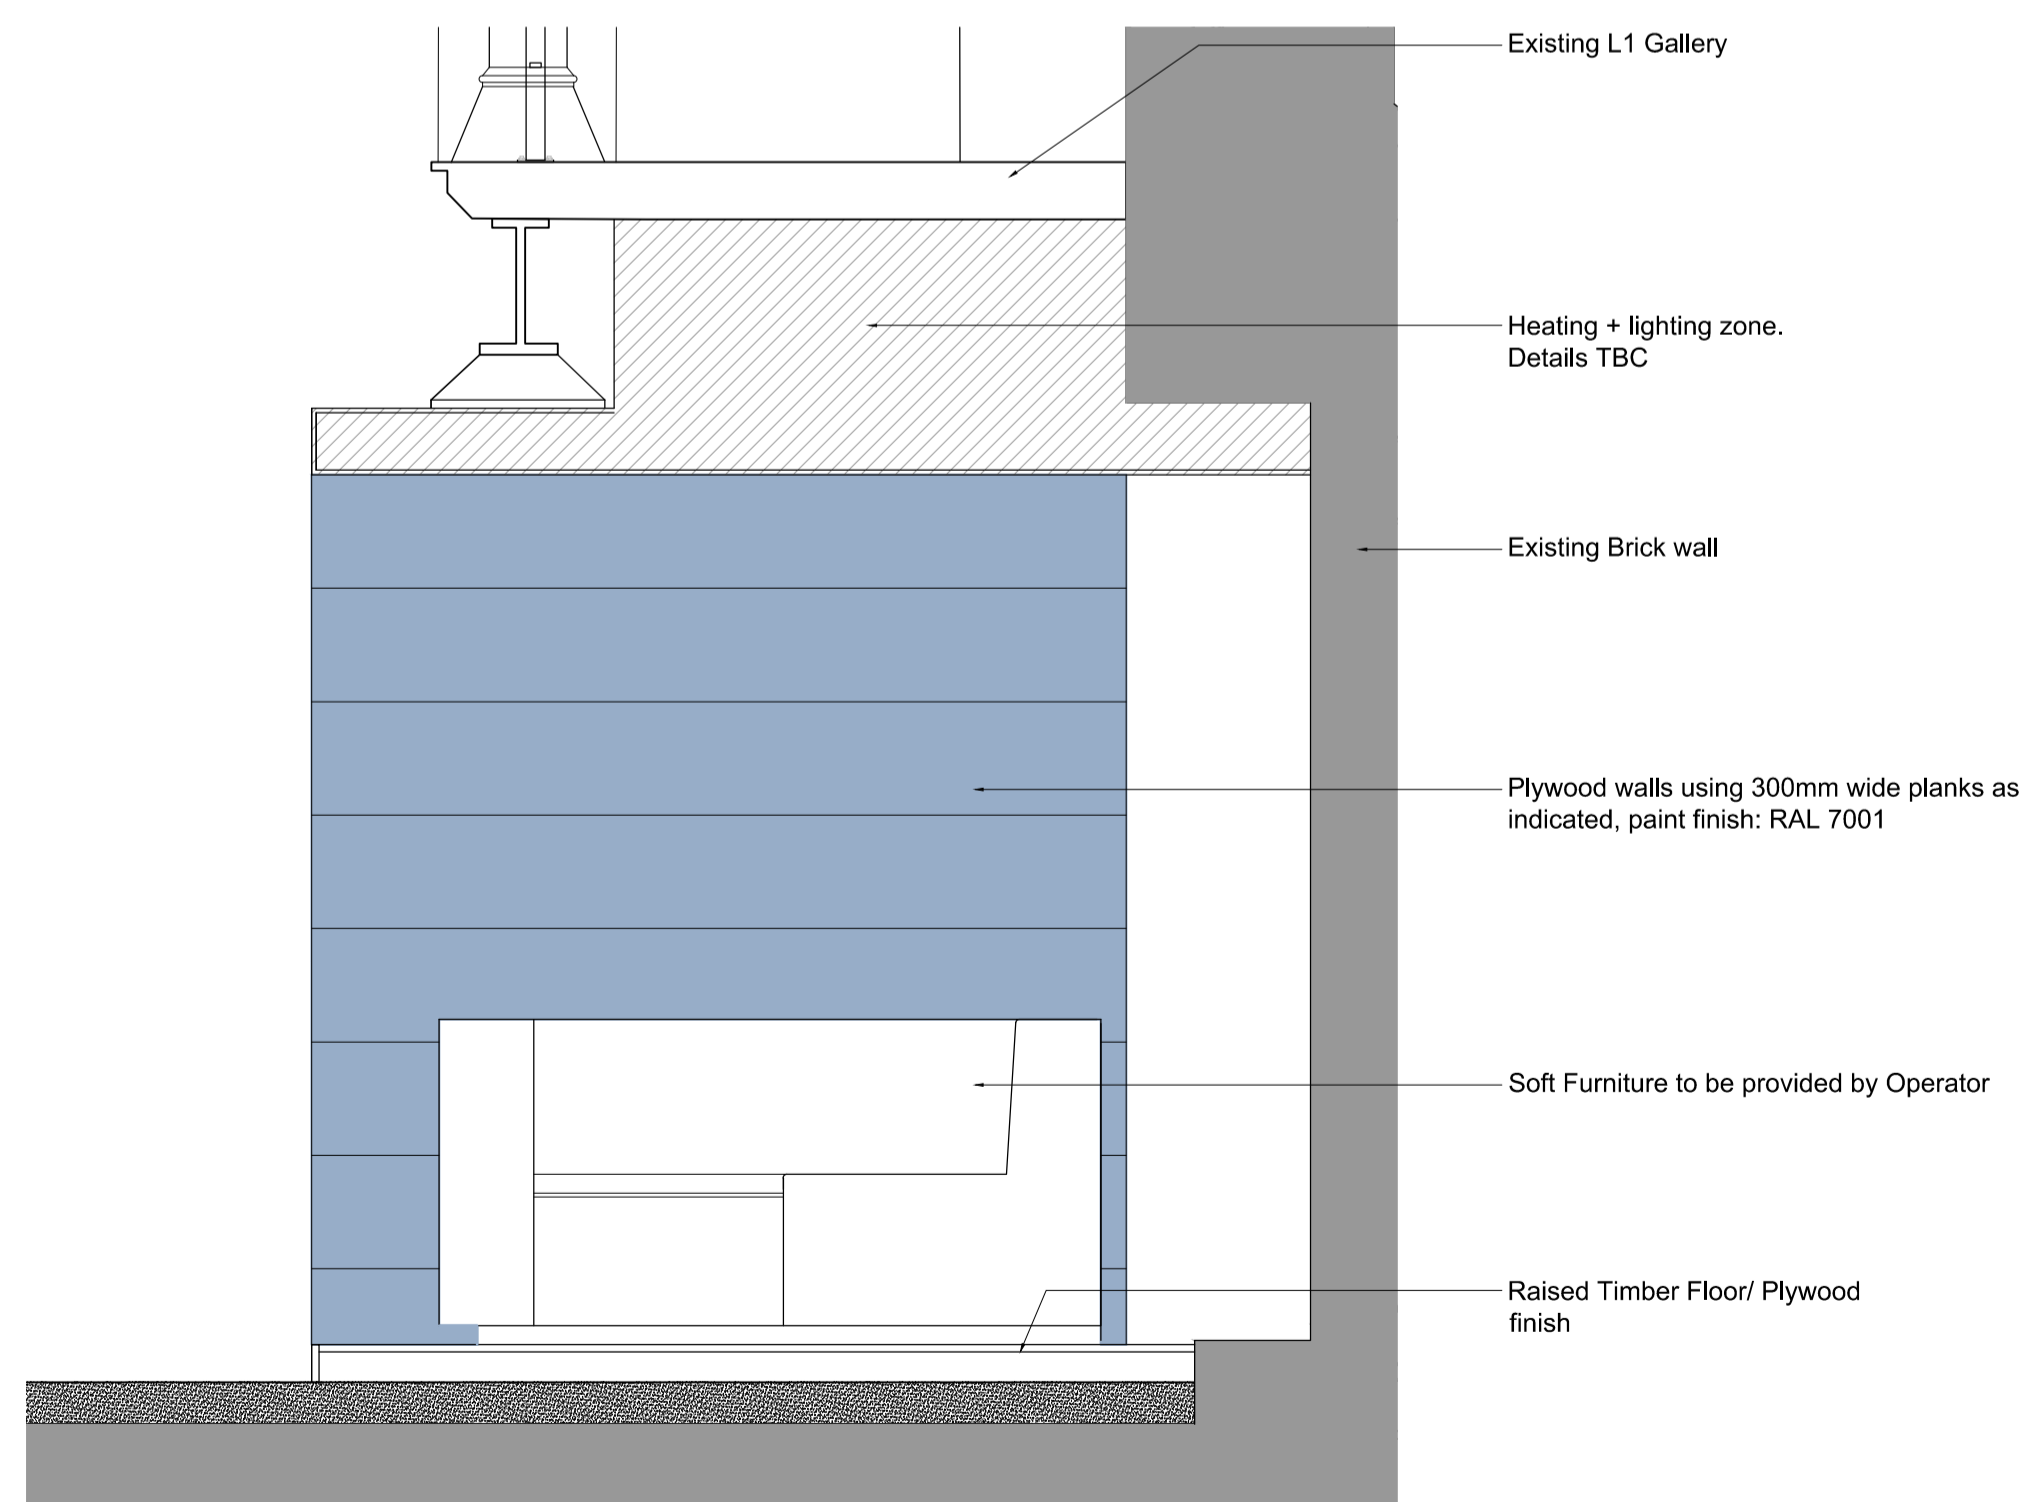 Existing L1 Gallery
Heating + lighting zone.
Details TBC
Existing Brick wall
Plywood walls using 300mm wide planks as
indicated, paint finish: RAL 7001
Soft Furniture to be provided by Operator
Raised Timber Floor/ Plywood
finish